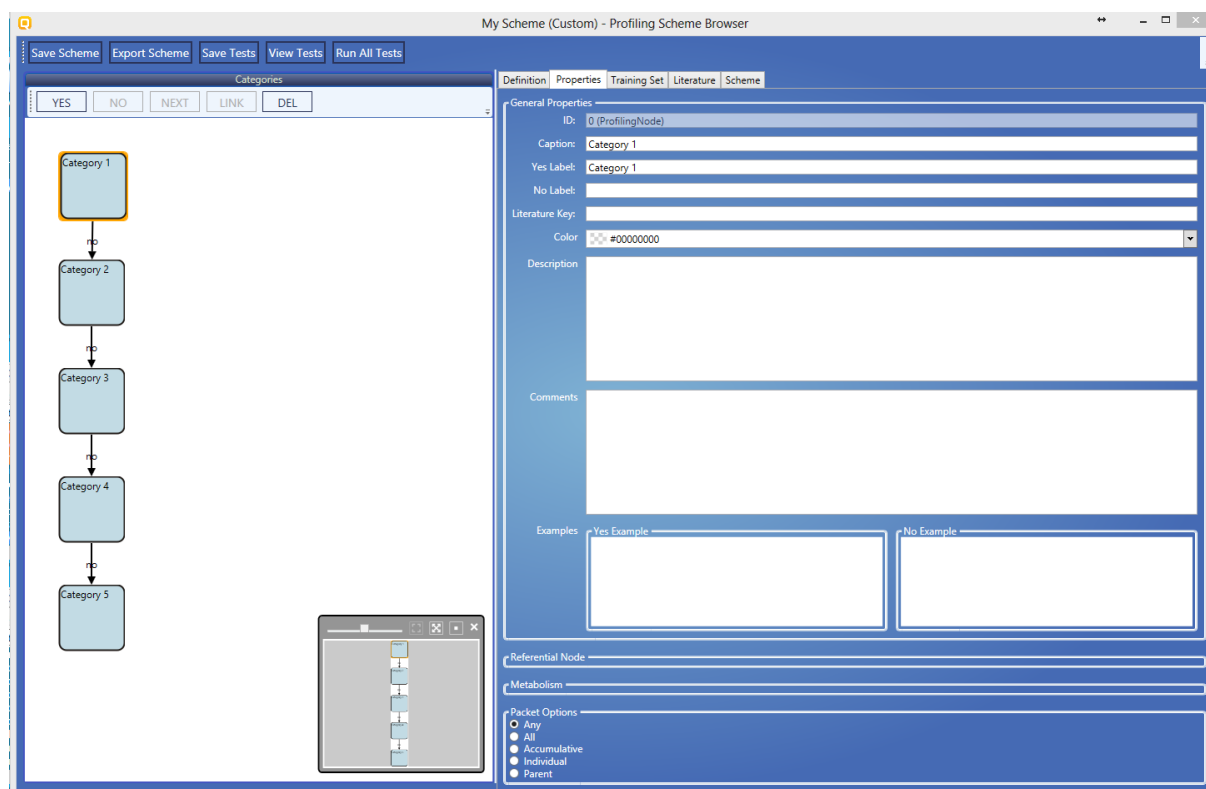 My Scheme (Custom) - Profiling Scheme Browser
Save Scheme Export Scheme Save Tests View Tests Run All Tests
Categories
YES NO NEXT LINK DEL
Category 1
no
Category 2
no
Category 3
no
Category 4
no
Category 5
Definition Properties Training Set Literature Scheme
General Properties
ID: 0 (ProfilingNode)
Caption: Category 1
Yes Label: Category 1
No Label:
Literature Key:
Color #00000000
Description
Comments
Examples Yes Example No Example
Referential Node
Metabolism
Packet Options
Any
All
Accumulative
Individual
Parent